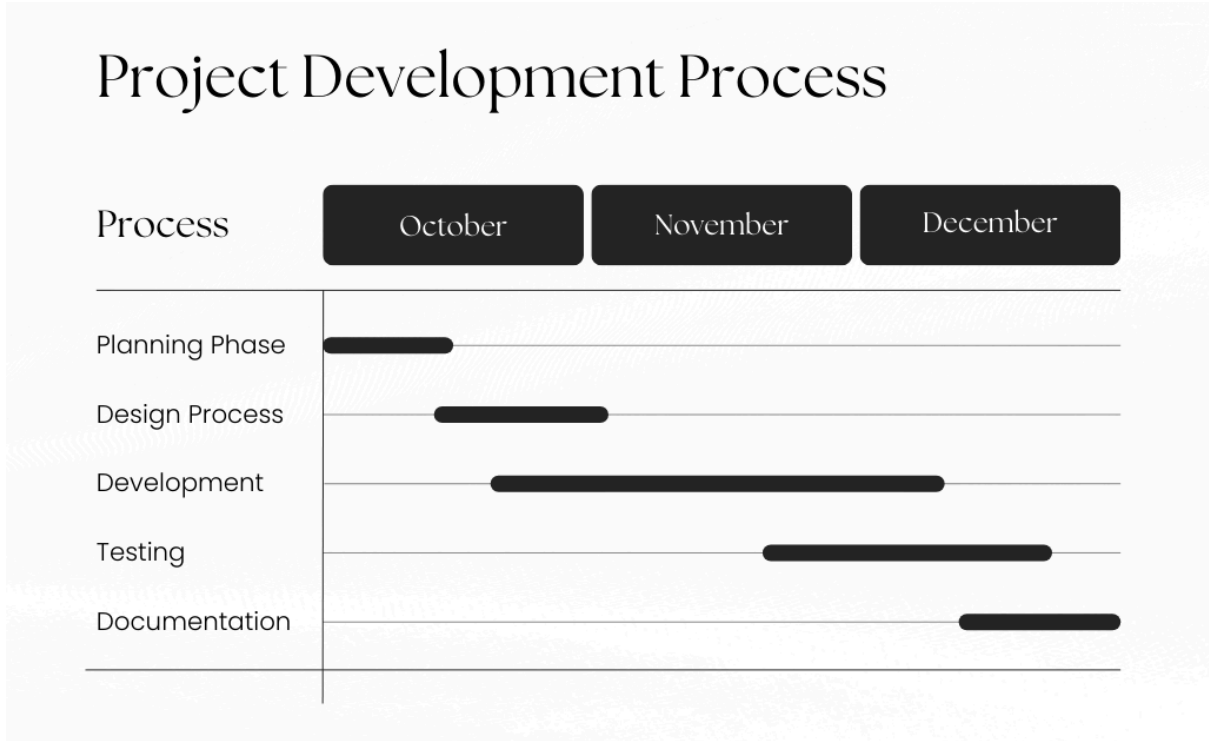 Project Development Process
Process
October
November
December
Planning Phase
Design Process
Development
Testing
Documentation